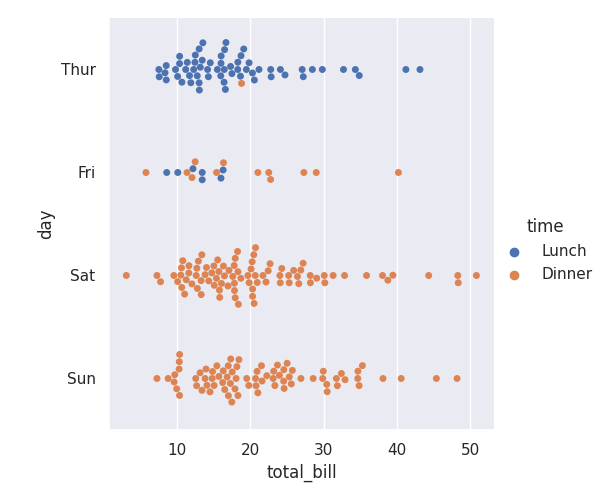 Thur
Fri
Sat
Sun
day
10 20 30 40 50
total_bill
time
Lunch
Dinner